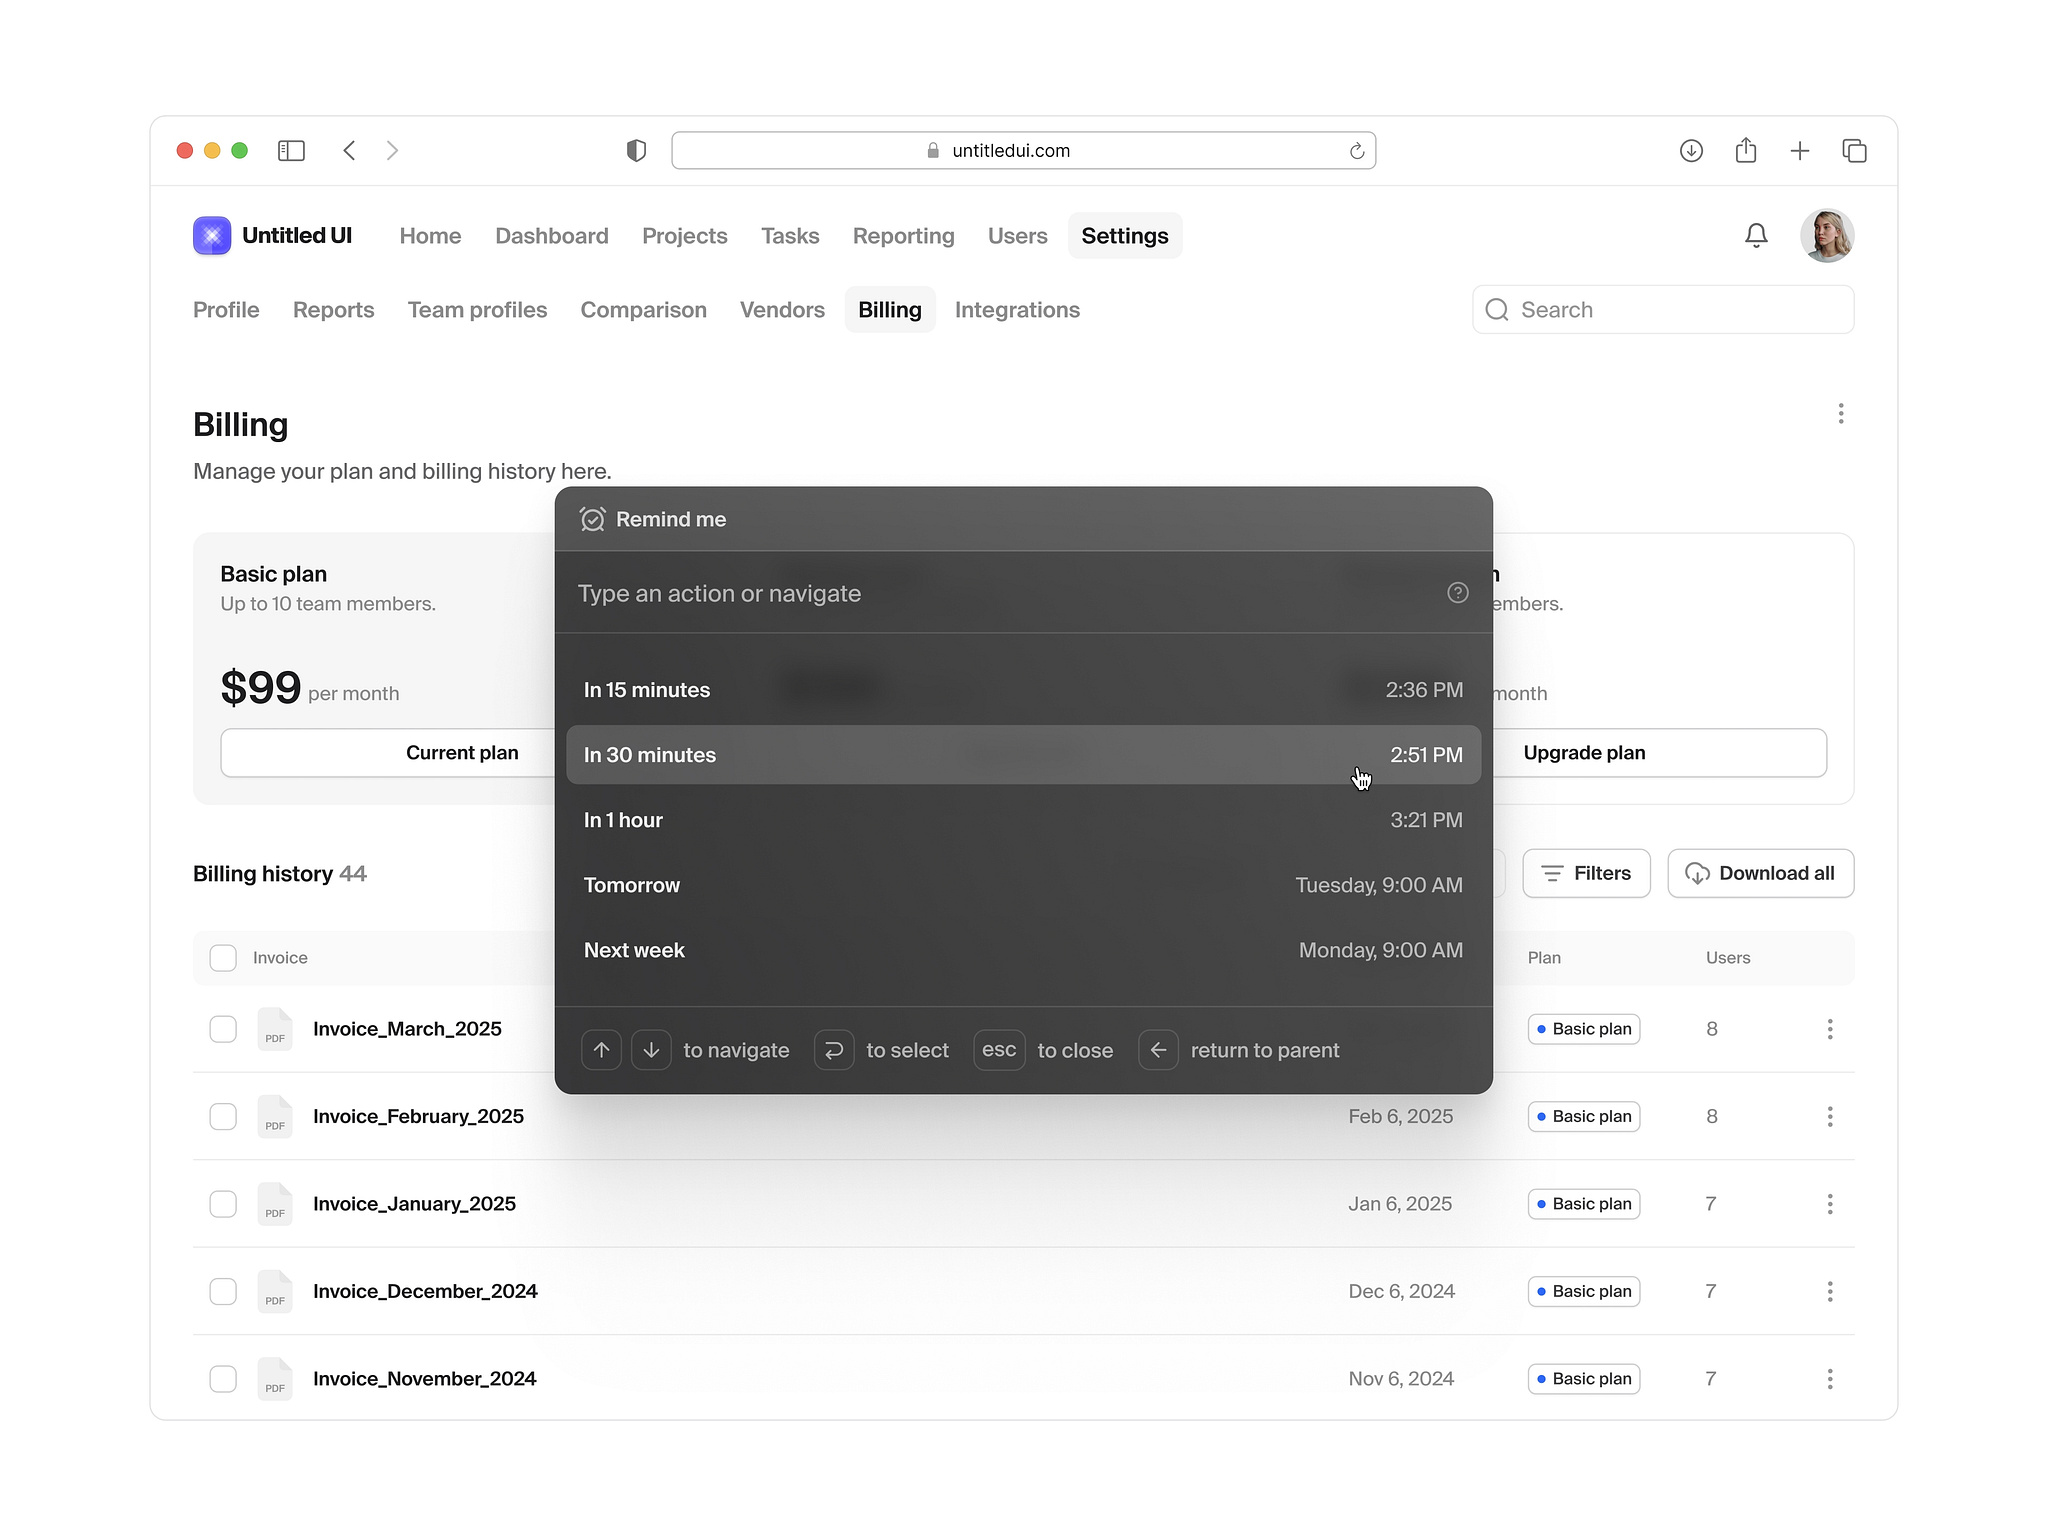 untitledui.com
Untitled UI Home Dashboard Projects Tasks Reporting Users Settings
Profile Reports Team profiles Comparison Vendors Billing Integrations Search
Billing
Manage your plan and billing history here.
Remind me
Type an action or navigate
In 15 minutes 2:36 PM
In 30 minutes 2:51 PM
In 1 hour 3:21 PM
Tomorrow Tuesday, 9:00 AM
Next week Monday, 9:00 AM
to navigate to select esc to close return to parent
Basic plan
Up to 10 team members.
$99 per month
Current plan
embers.
month
Upgrade plan
Billing history 44 Filters Download all
Invoice Plan Users
PDF Invoice_March_2025 Basic plan 8
PDF Invoice_February_2025 Feb 6, 2025 Basic plan 8
PDF Invoice_January_2025 Jan 6, 2025 Basic plan 7
PDF Invoice_December_2024 Dec 6, 2024 Basic plan 7
PDF Invoice_November_2024 Nov 6, 2024 Basic plan 7